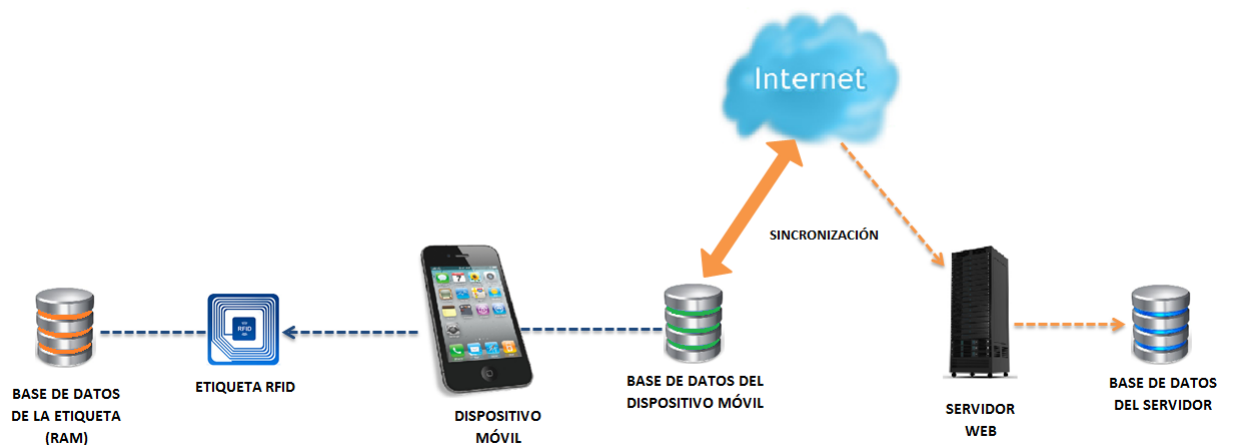 Internet
SINCRONIZACIÓN
RFID
BASE DE DATOS
DE LA ETIQUETA
(RAM)
ETIQUETA RFID
DISPOSITIVO
MÓVIL
BASE DE DATOS DEL
DISPOSITIVO MÓVIL
SERVIDOR
WEB
BASE DE DATOS
DEL SERVIDOR